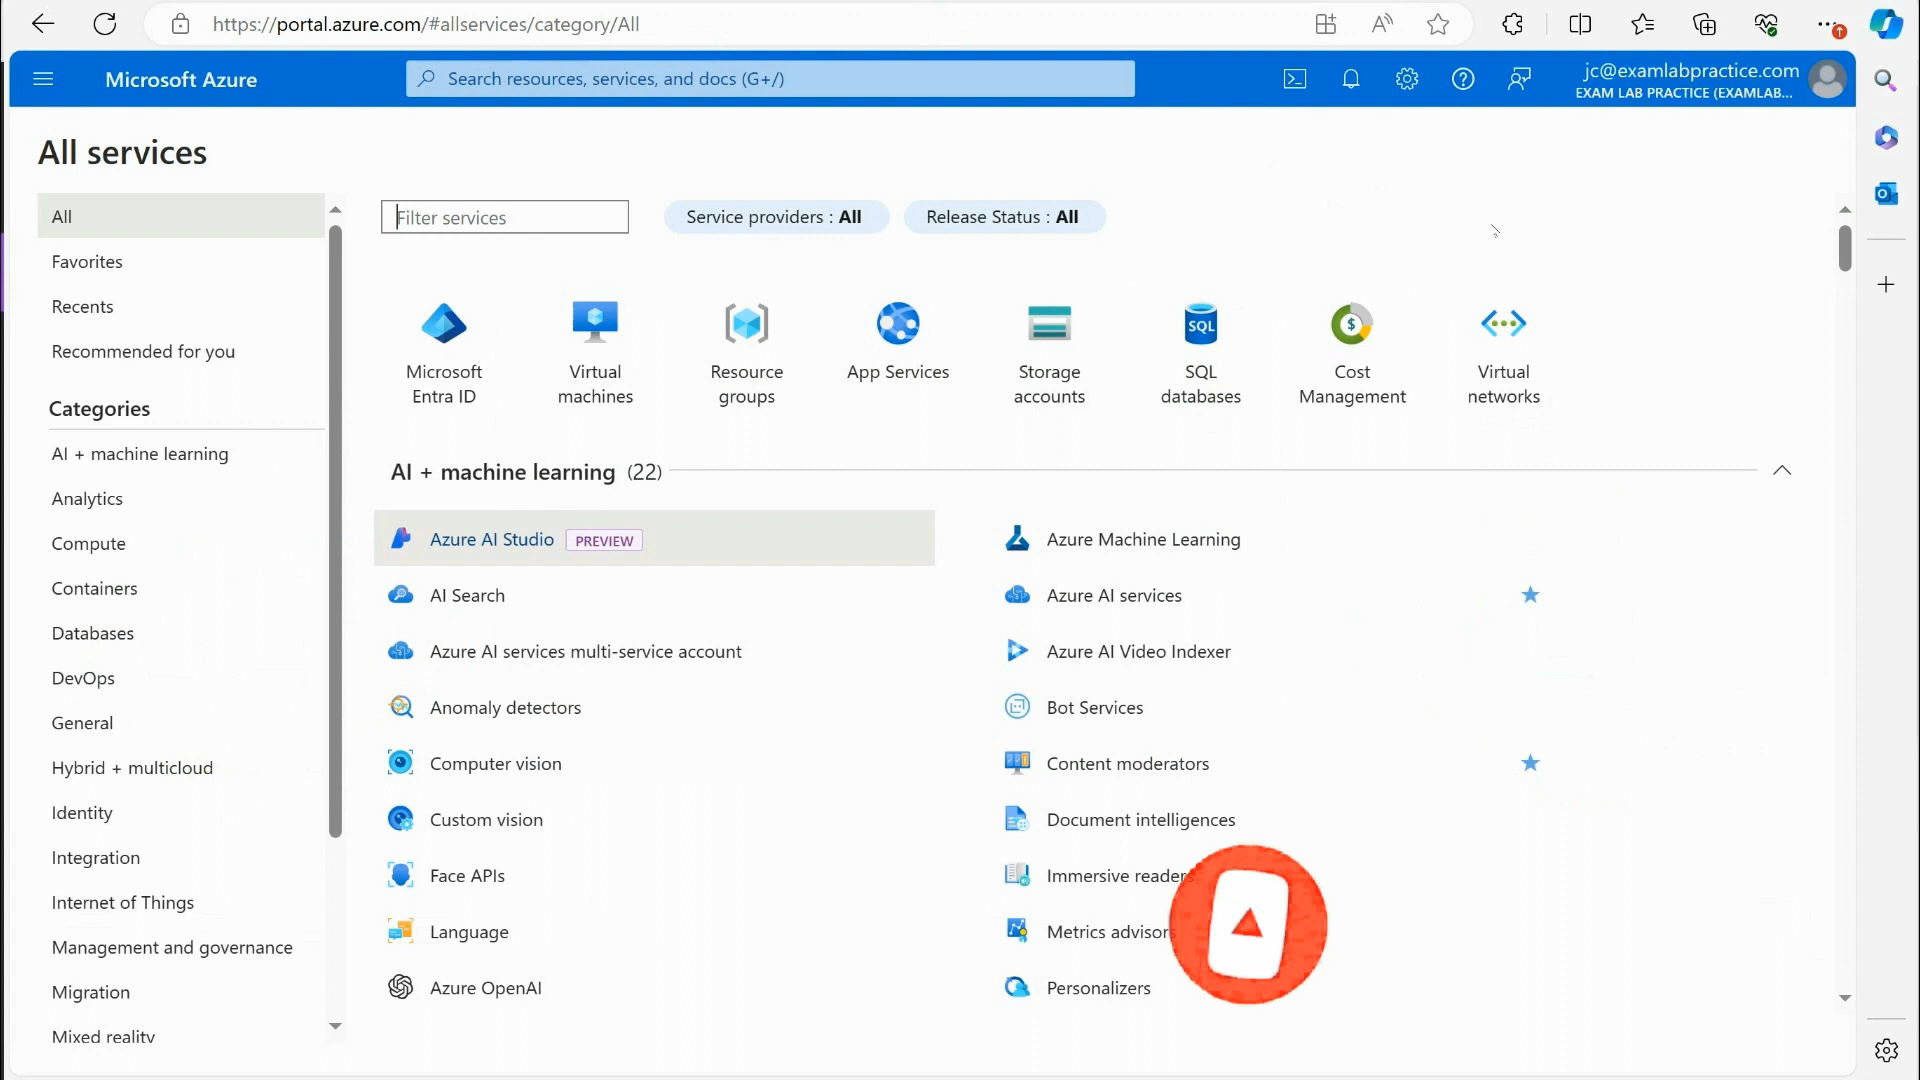 https://portal.azure.com/#allservices/category/All
Microsoft Azure
Search resources, services, and docs (G+/)
jc@examlabpractice.com
EXAM LAB PRACTICE (EXAMLAB...
All services
All
Favorites
Recents
Recommended for you
Categories
AI + machine learning
Analytics
Compute
Containers
Databases
DevOps
General
Hybrid + multicloud
Identity
Integration
Internet of Things
Management and governance
Migration
Mixed reality
Filter services
Service providers : All
Release Status : All
Microsoft
Entra ID
Virtual
machines
Resource
groups
App Services
Storage
accounts
SQL
SQL
databases
Cost
Management
Virtual
networks
AI + machine learning (22)
Azure AI Studio PREVIEW
Azure Machine Learning
AI Search
Azure AI services
Azure AI services multi-service account
Azure AI Video Indexer
Anomaly detectors
Bot Services
Computer vision
Content moderators
Custom vision
Document intelligences
Face APIs
Immersive readers
Language
Metrics advisors
Azure OpenAI
Personalizers